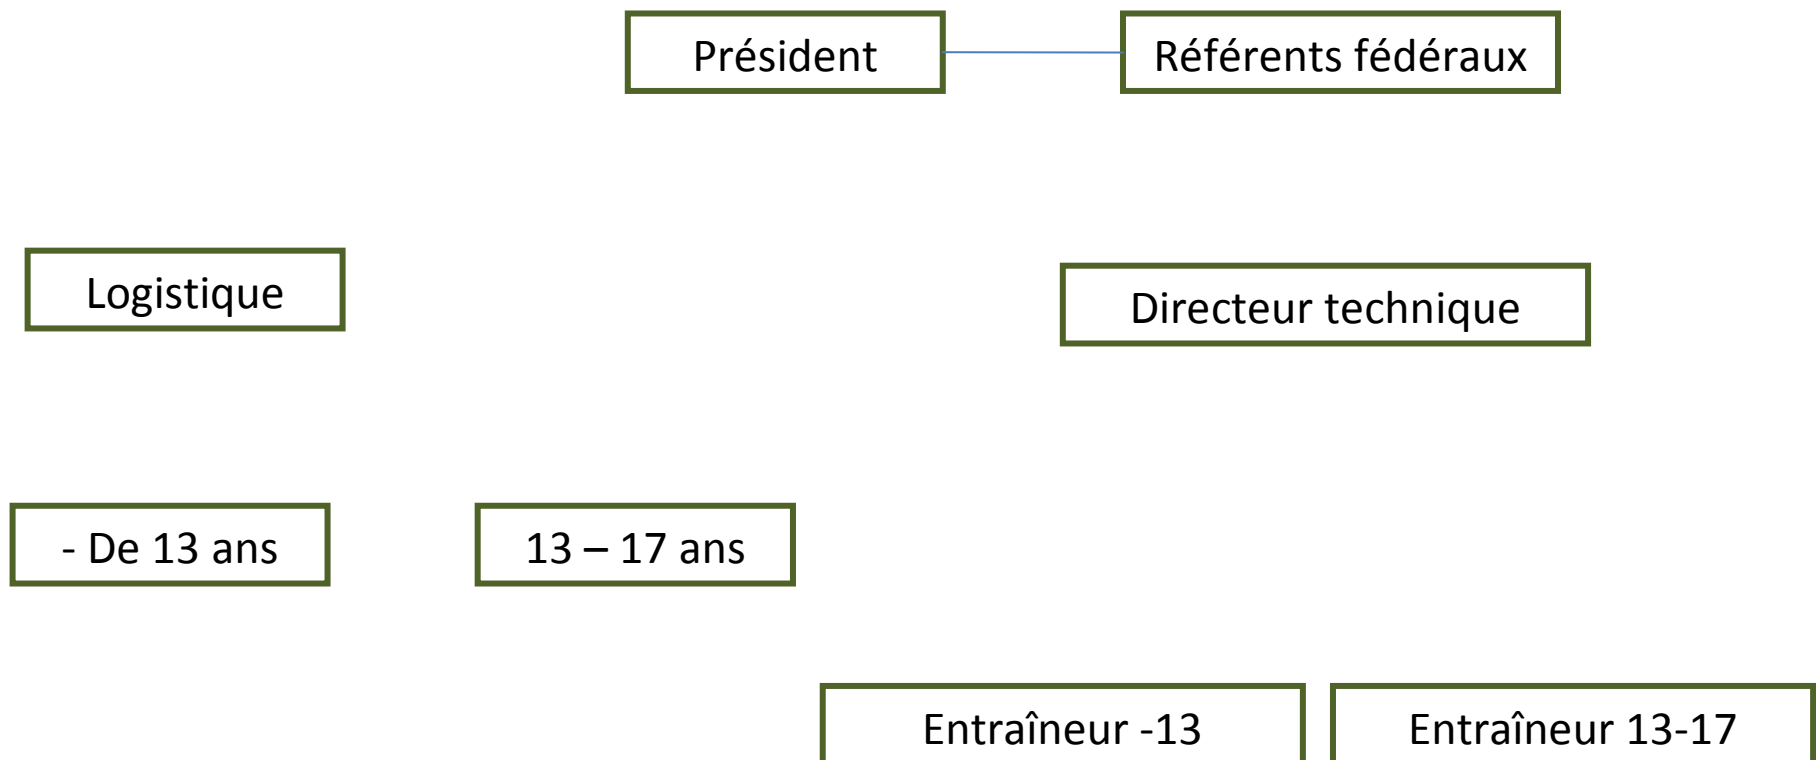 Président
Référents fédéraux
Logistique
Directeur technique
- De 13 ans
13 – 17 ans
Entraîneur -13
Entraîneur 13-17